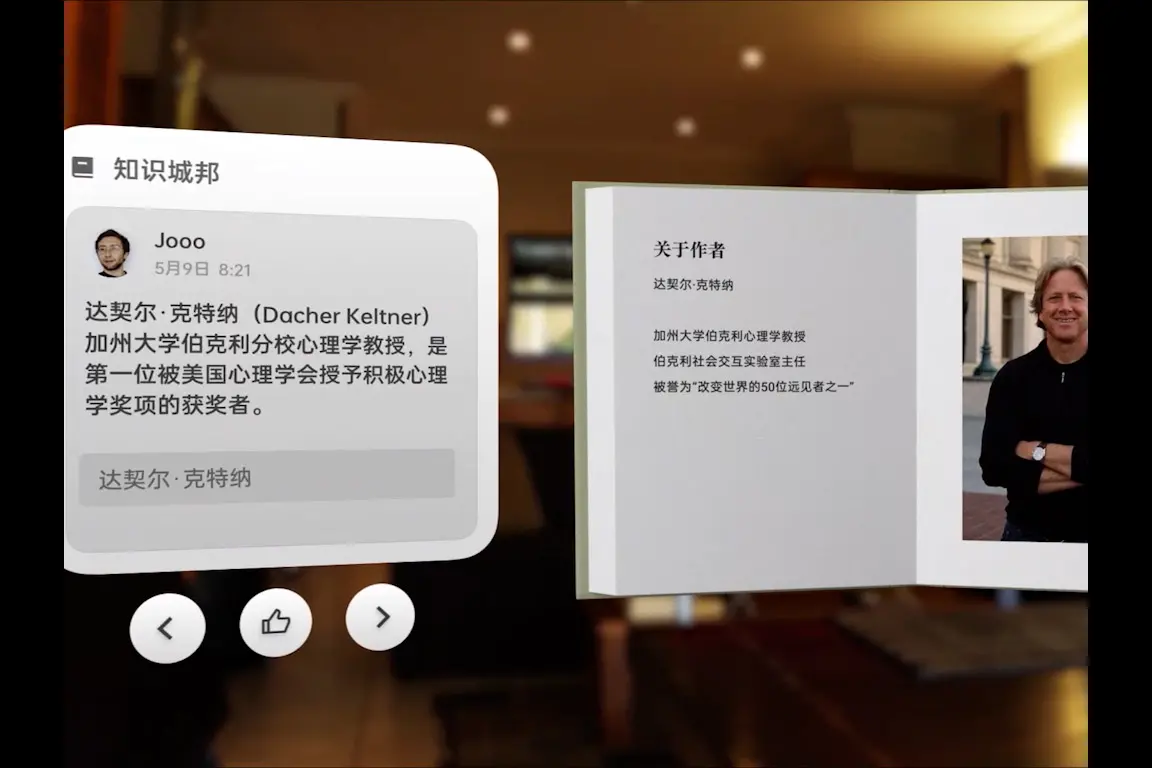 知识城邦
Jooo
5月9日 8:21
达契尔·克特纳（Dacher Keltner）
加州大学伯克利分校心理学教授，是
第一位被美国心理学会授予积极心理
学奖项的获奖者。
达契尔·克特纳
关于作者
达契尔·克特纳
加州大学伯克利心理学教授
伯克利社会交互实验室主任
被誉为“改变世界的50位远见者之一”